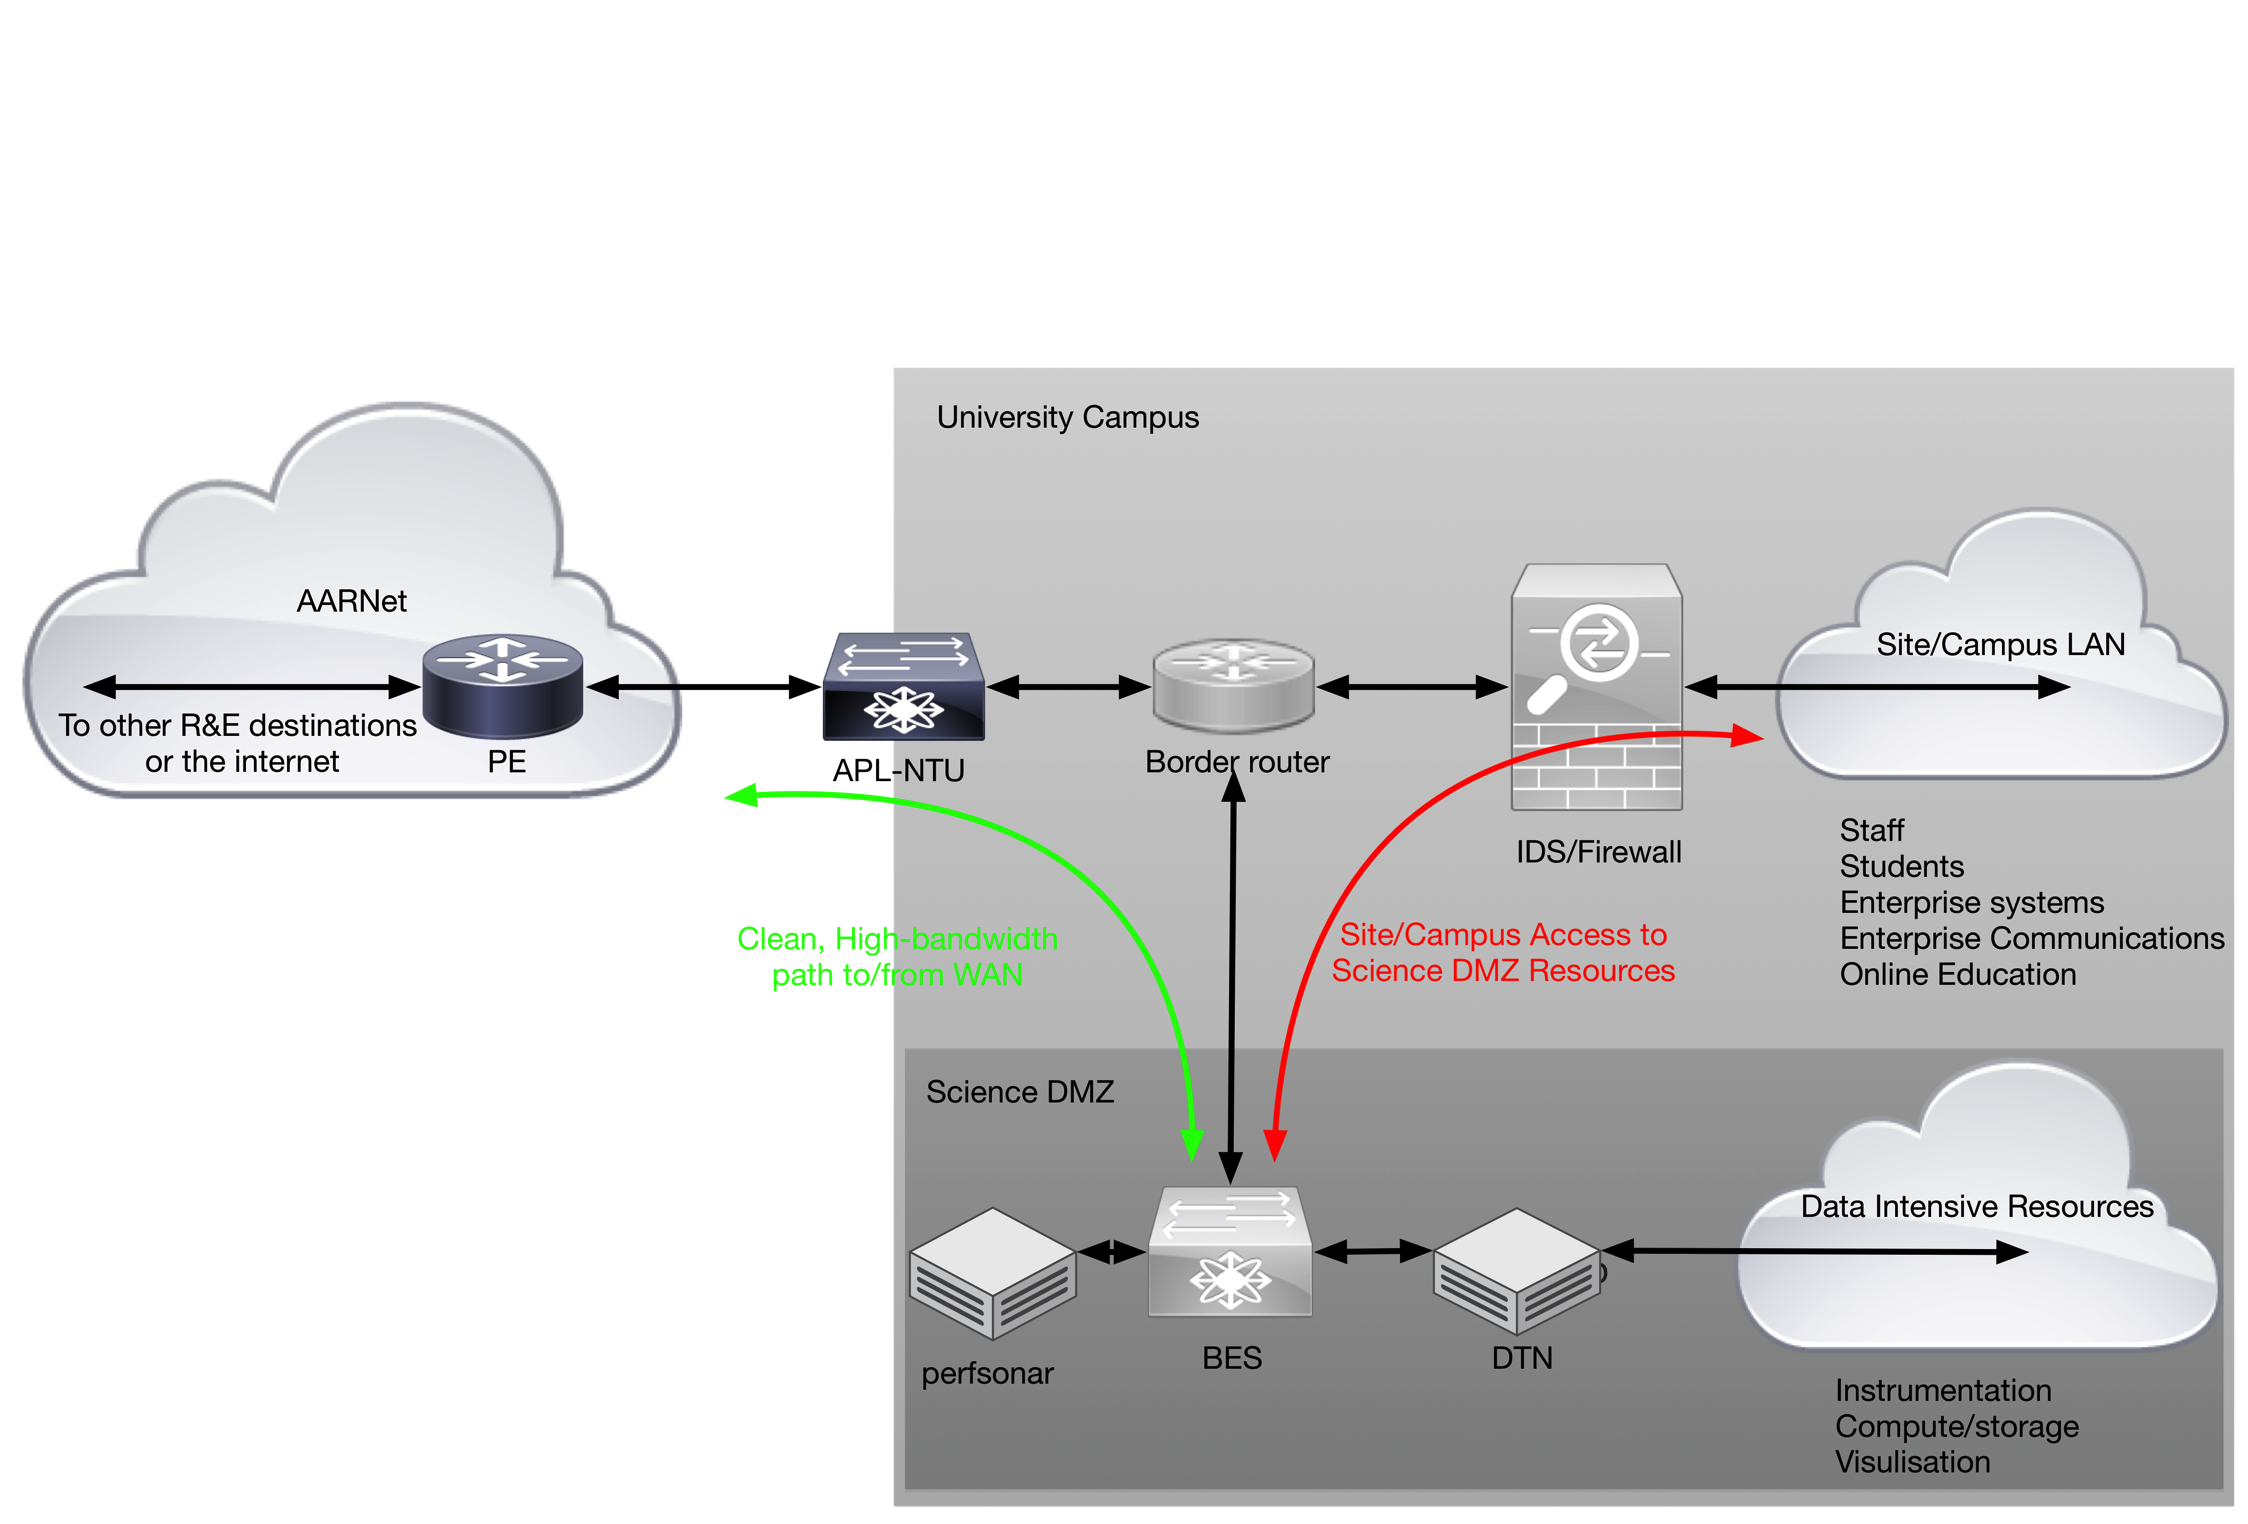 University Campus
AARNet
To other R&E destinations
or the internet
PE
APL-NTU
Border router
IDS/Firewall
Site/Campus LAN
Staff
Students
Enterprise systems
Enterprise Communications
Online Education
Clean, High-bandwidth
path to/from WAN
Site/Campus Access to
Science DMZ Resources
Science DMZ
perfsonar
BES
DTN
Data Intensive Resources
Instrumentation
Compute/storage
Visulisation